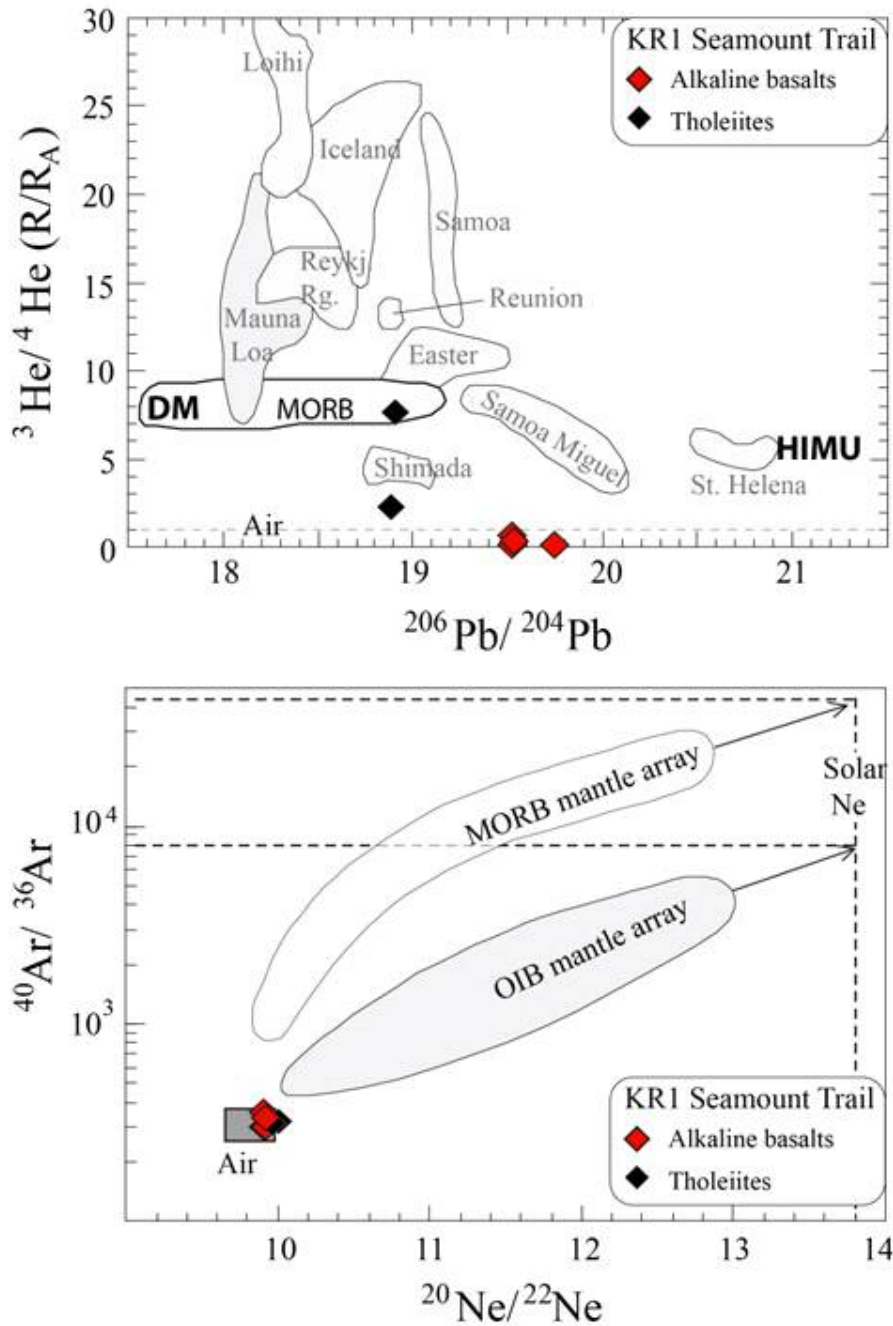 30
25
20
15
10
5
0
³He/⁴He (R/Rₐ)
KR1 Seamount Trail
Alkaline basalts
Tholeiites
Loihi
Iceland
Samoa
Reykj.
Rg.
Reunion
Mauna
Loa
Easter
DM
MORB
Samoa Miguel
HIMU
Shimada
St. Helena
Air
18
19
20
21
²⁰⁶Pb/²⁰⁴Pb
10⁴
10³
⁴⁰Ar/ ³⁶Ar
MORB mantle array
Solar
Ne
OIB mantle array
KR1 Seamount Trail
Alkaline basalts
Tholeiites
Air
10
11
12
13
14
²⁰Ne/²²Ne